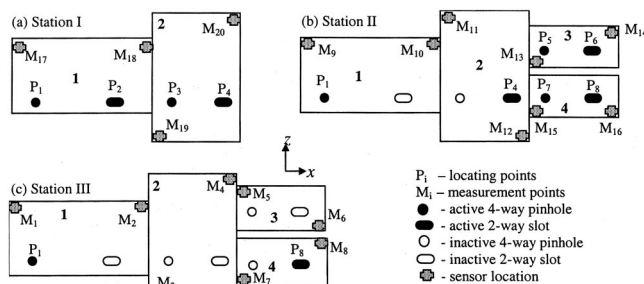 (a) Station I
2
M20
M17
M18
1
P1
P2
P3
P4
M19
(b) Station II
M11
M9
M10
M13
P5
3
P6
M14
1
2
P1
P4
P7
P8
M12
M15
4
M16
z
x
(c) Station III
2
M4
M1
1
M2
M5
3
M6
P1
4
P8
M8
M7
Pi – locating points
Mi – measurement points
- active 4-way pinhole
- active 2-way slot
- inactive 4-way pinhole
- inactive 2-way slot
- sensor location